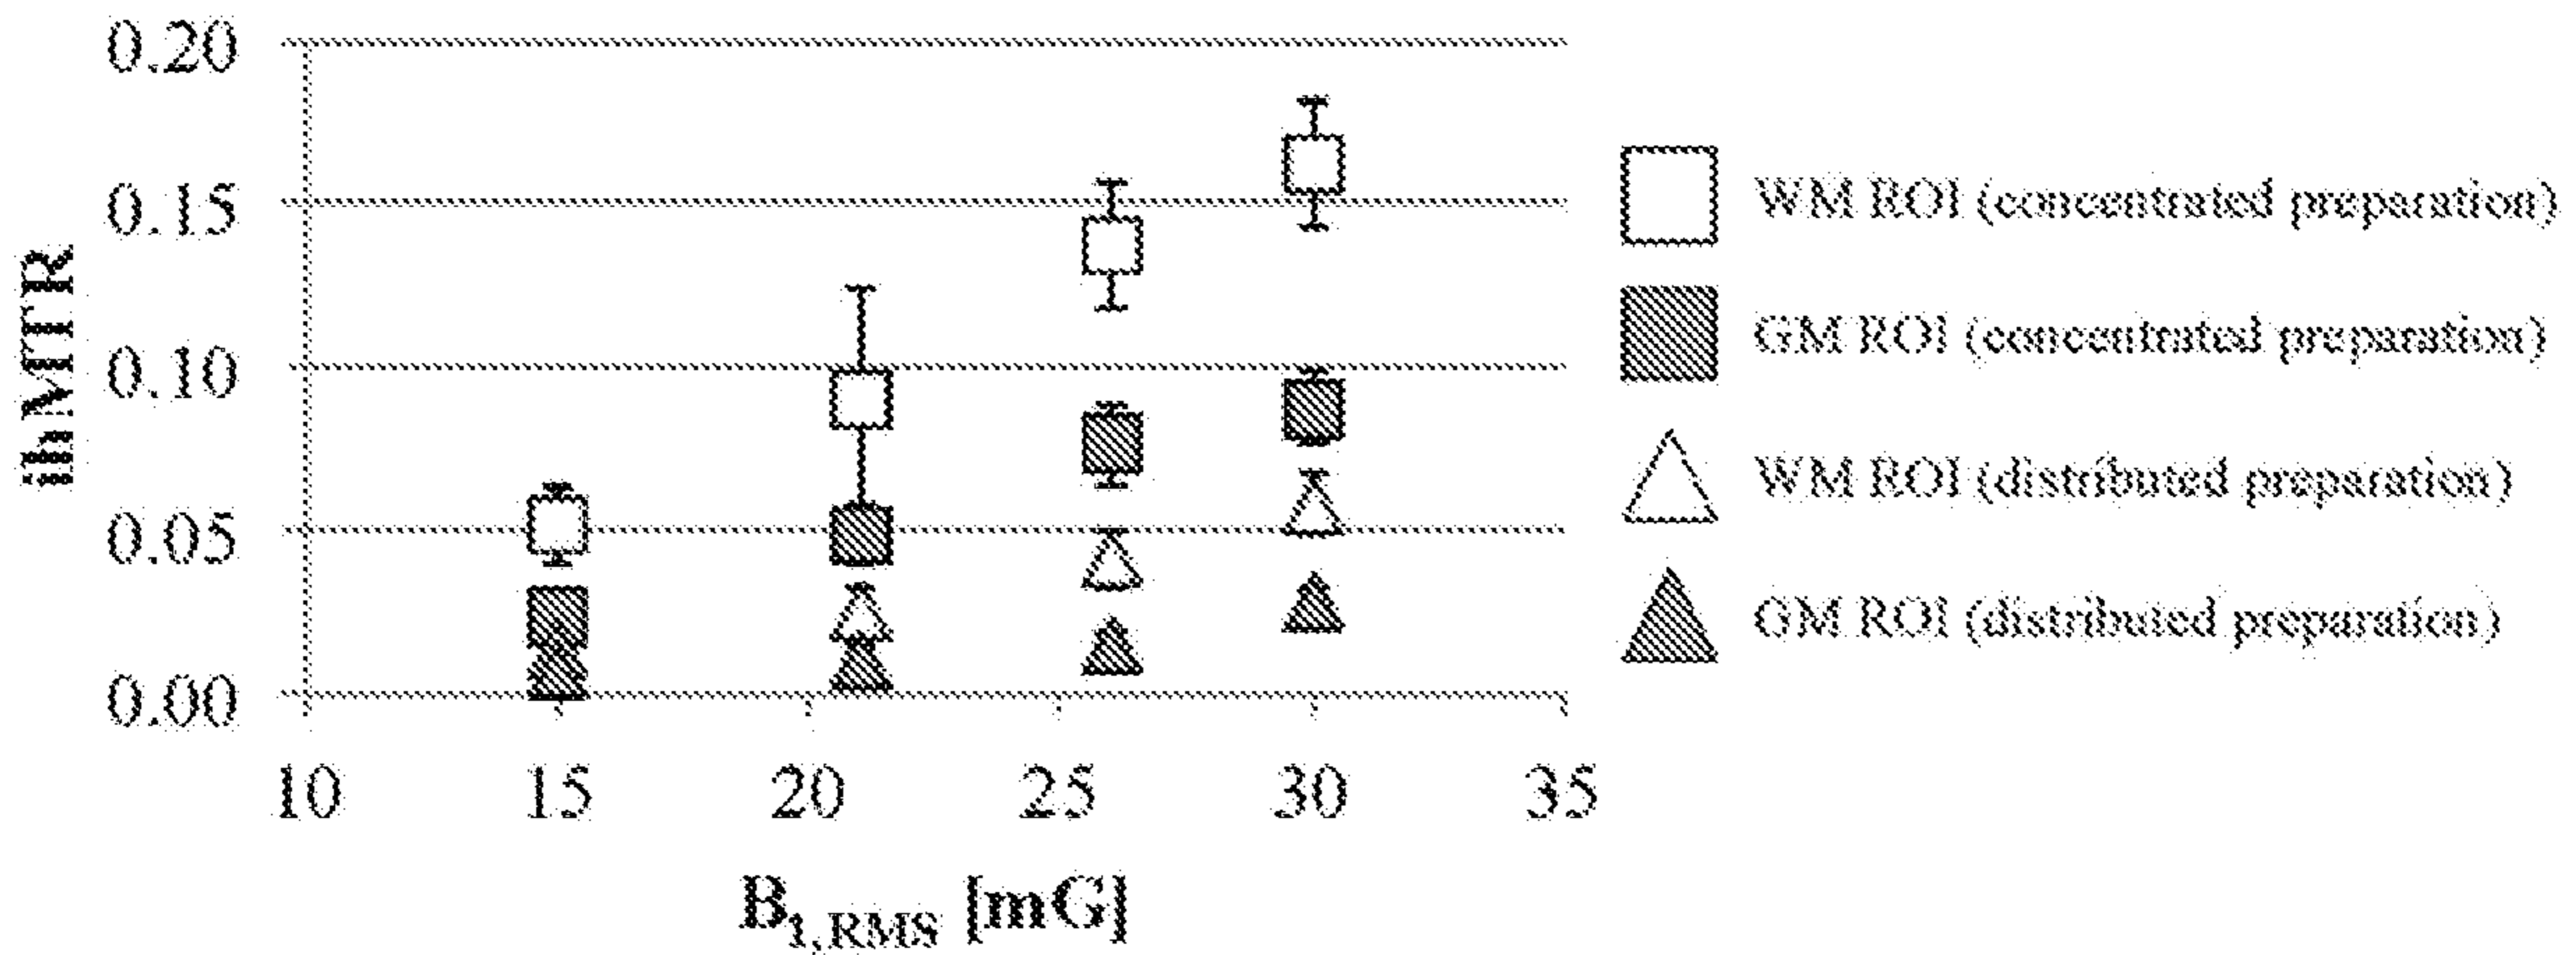 0.20
0.15
0.10
0.05
0.00
ihMTR
10 15 20 25 30 35
B1,RMS [mG]
WM ROI (concentrated preparation)
GM ROI (concentrated preparation)
WM ROI (distributed preparation)
GM ROI (distributed preparation)